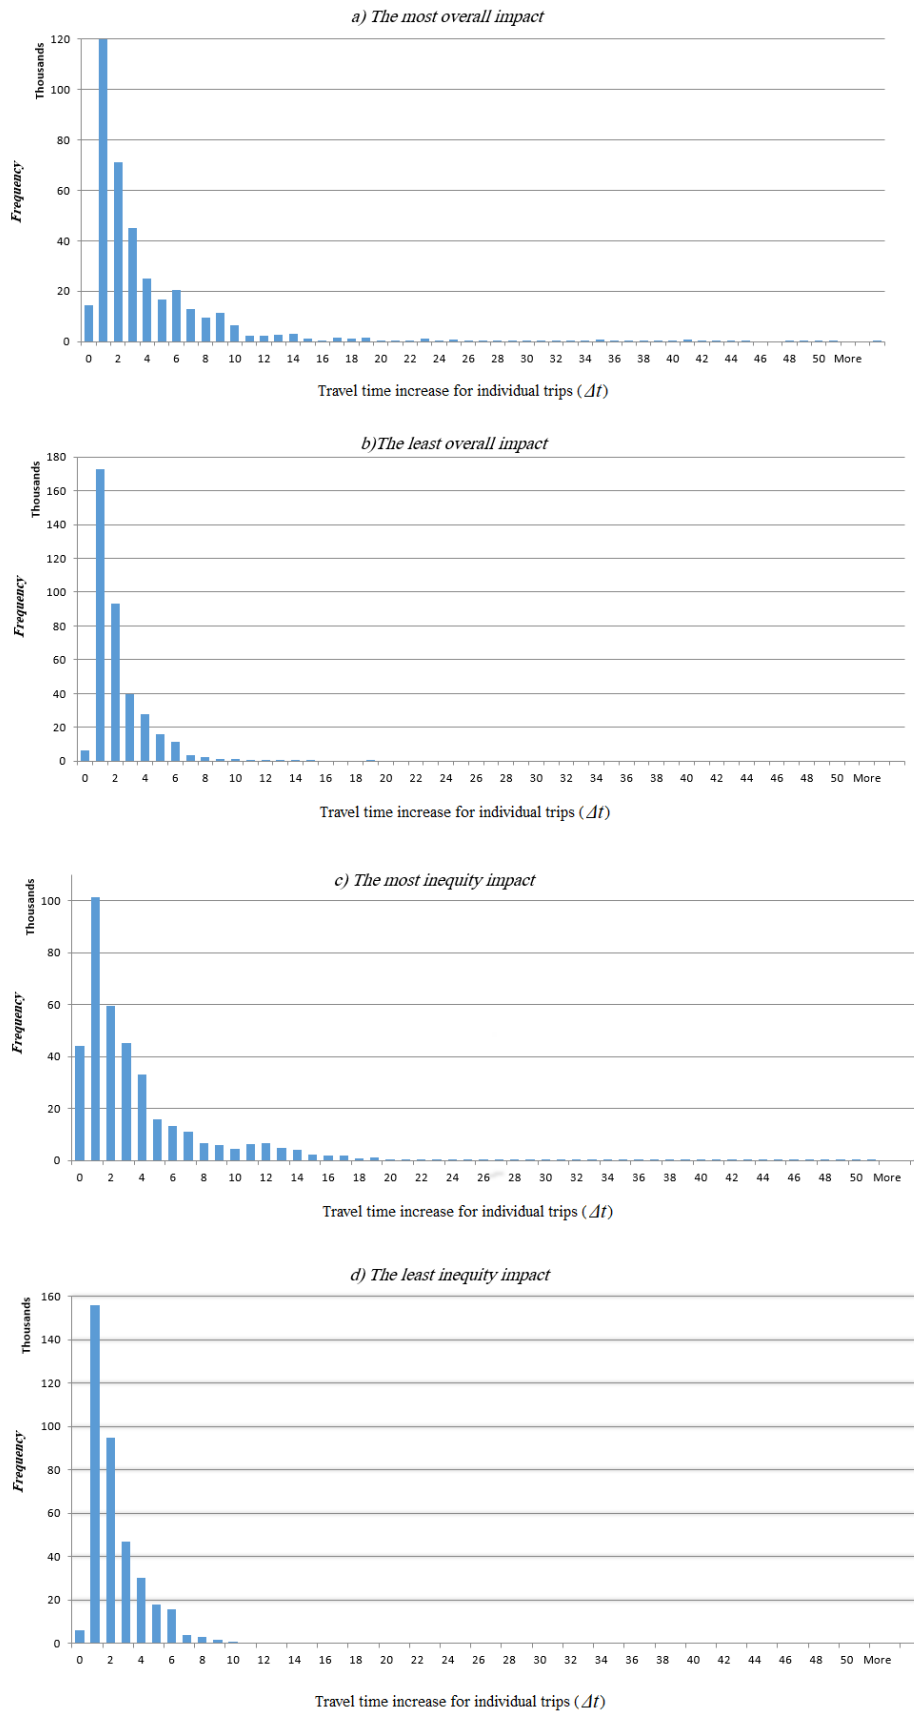 a) The most overall impact
Thousands
Frequency
120
100
80
60
40
20
0
0 2 4 6 8 10 12 14 16 18 20 22 24 26 28 30 32 34 36 38 40 42 44 46 48 50 More
Travel time increase for individual trips (Δt)
b)The least overall impact
Thousands
Frequency
180
160
140
120
100
80
60
40
20
0
0 2 4 6 8 10 12 14 16 18 20 22 24 26 28 30 32 34 36 38 40 42 44 46 48 50 More
Travel time increase for individual trips (Δt)
c) The most inequity impact
Thousands
Frequency
100
80
60
40
20
0
0 2 4 6 8 10 12 14 16 18 20 22 24 26 28 30 32 34 36 38 40 42 44 46 48 50 More
Travel time increase for individual trips (Δt)
d) The least inequity impact
Thousands
Frequency
160
140
120
100
80
60
40
20
0
0 2 4 6 8 10 12 14 16 18 20 22 24 26 28 30 32 34 36 38 40 42 44 46 48 50 More
Travel time increase for individual trips (Δt)